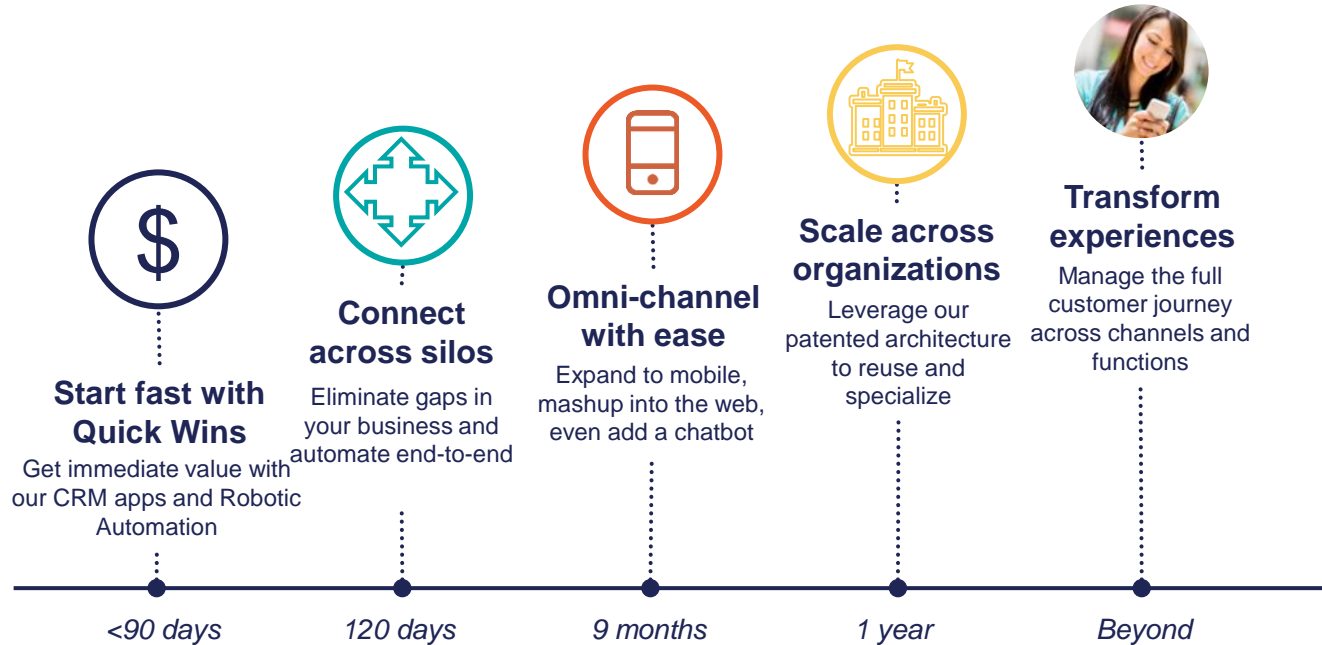 $
Start fast with
Quick Wins
Get immediate value with
our CRM apps and Robotic
Automation
<90 days
Connect
across silos
Eliminate gaps in
your business and
automate end-to-end
120 days
Omni-channel
with ease
Expand to mobile,
mashup into the web,
even add a chatbot
9 months
Scale across
organizations
Leverage our
patented architecture
to reuse and
specialize
1 year
Transform
experiences
Manage the full
customer journey
across channels and
functions
Beyond